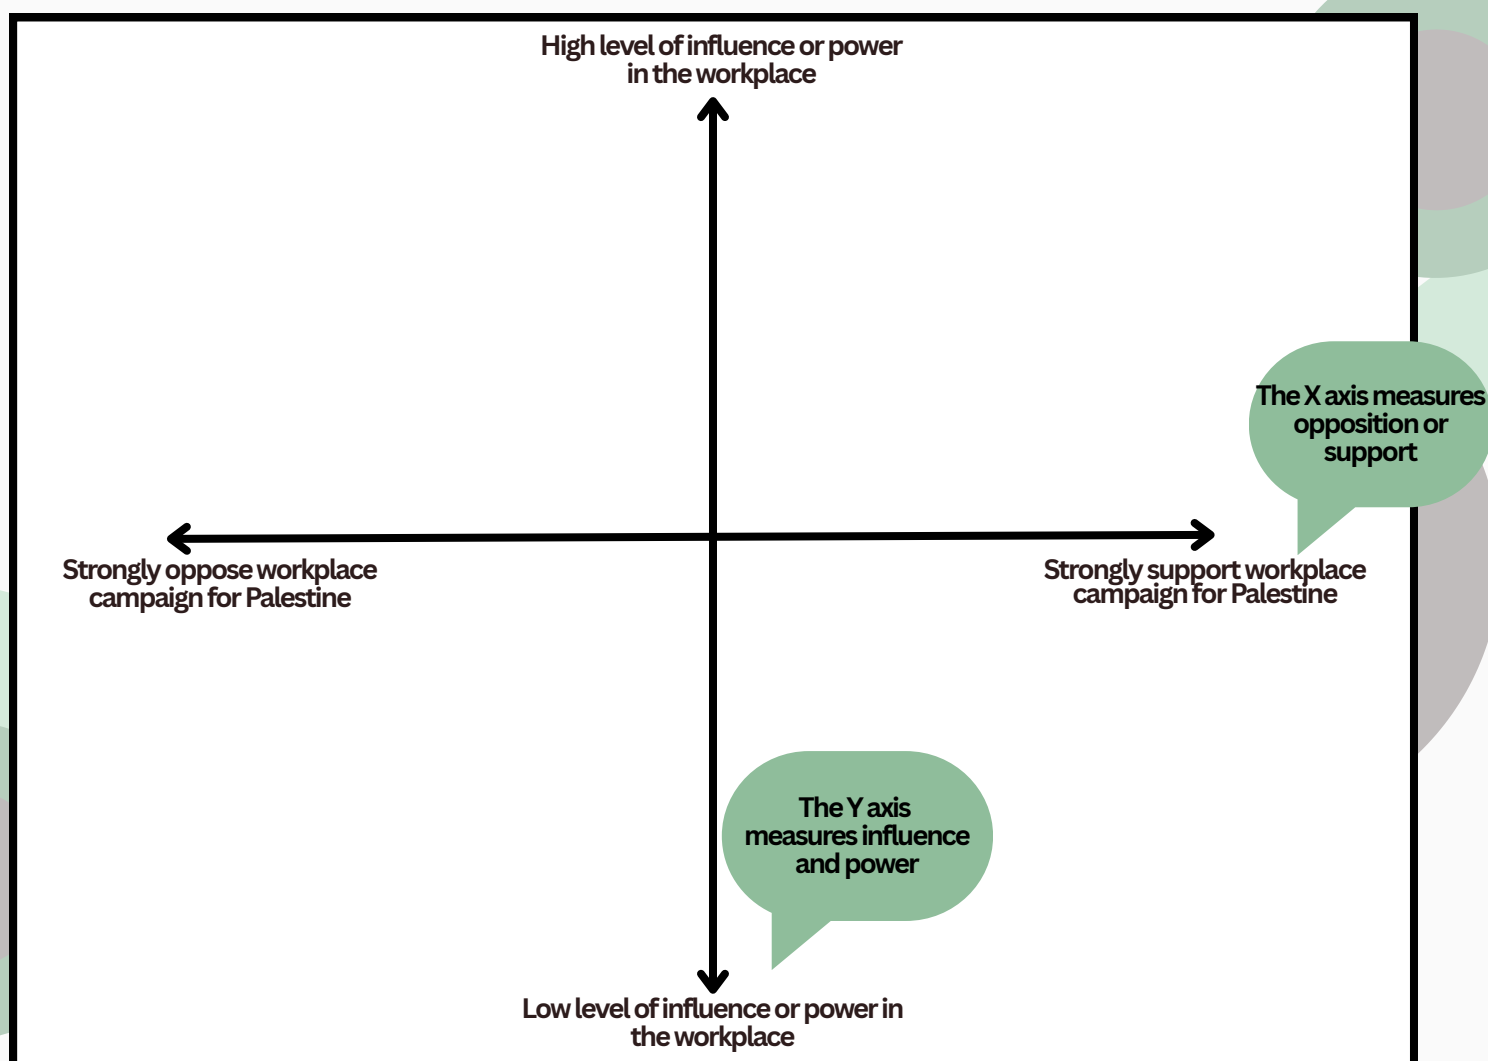 High level of influence or power
in the workplace
The X axis measures
opposition or
support
Strongly oppose workplace
campaign for Palestine
Strongly support workplace
campaign for Palestine
The Y axis
measures influence
and power
Low level of influence or power in
the workplace